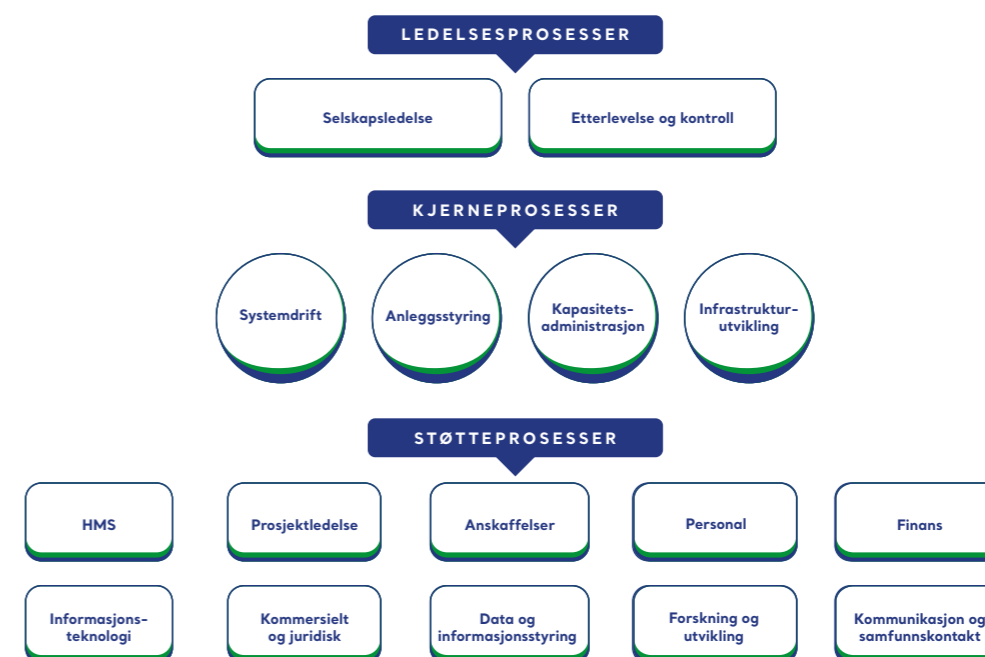 LEDELSESPROSESSER
Selskapsledelse
Etterlevelse og kontroll
KJERNEPROSESSER
Systemdrift
Anleggsstyring
Kapasitets-
administrasjon
Infrastruktur-
utvikling
STØTTEPROSESSER
HMS
Prosjektledelse
Anskaffelser
Personal
Finans
Informasjons-
teknologi
Kommersielt
og juridisk
Data og
informasjonsstyring
Forskning og
utvikling
Kommunikasjon og
samfunnskontakt